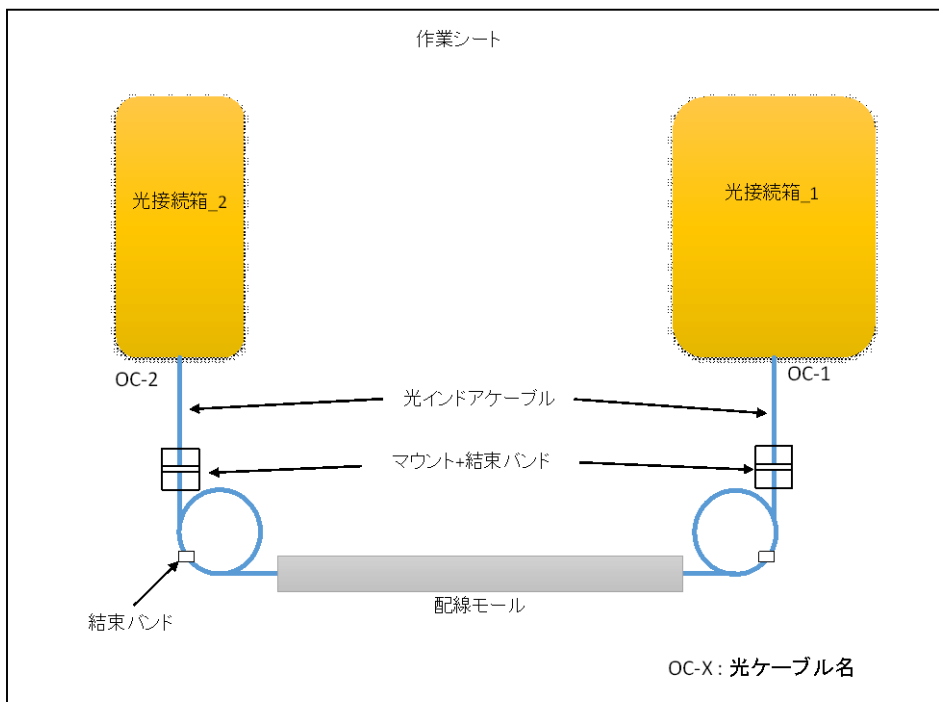 作業シート
光接続箱_2
光接続箱_1
OC-2
OC-1
光インドアケーブル
マウント+結束バンド
配線モール
結束バンド
OC-X : 光ケーブル名